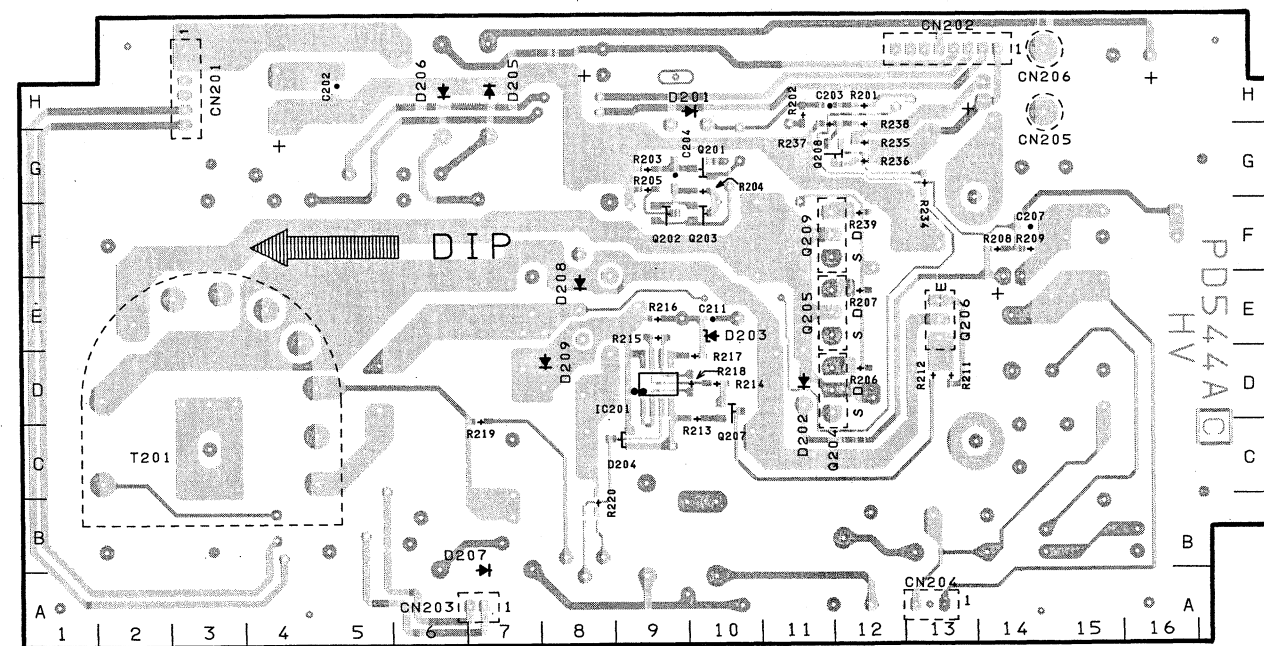 CN202
1
1
CN201
C202
D206
D205
+
CN206
+
H
D201
R202
C203
R201
+
H
CN205
R238
+
C204
Q201
R237
Q208
R235
G
R203
R236
G
R205
R204
R234
C207
F
DIP
Q202
Q203
Q209
R239
D
S
R208
R209
F
D208
+
E
R216
C211
Q205
R207
D
S
E
Q206
E
R215
D203
PD544A C
HV
D209
R217
R218
R214
D
IC201
D202
R206
D
S
R212
R211
D
R219
R213
Q207
Q204
C
T201
D204
C
R220
B
D207
B
A
CN203
1
CN204
1
A
1 2 3 4 5 6 7 8 9 10 11 12 13 14 15 16